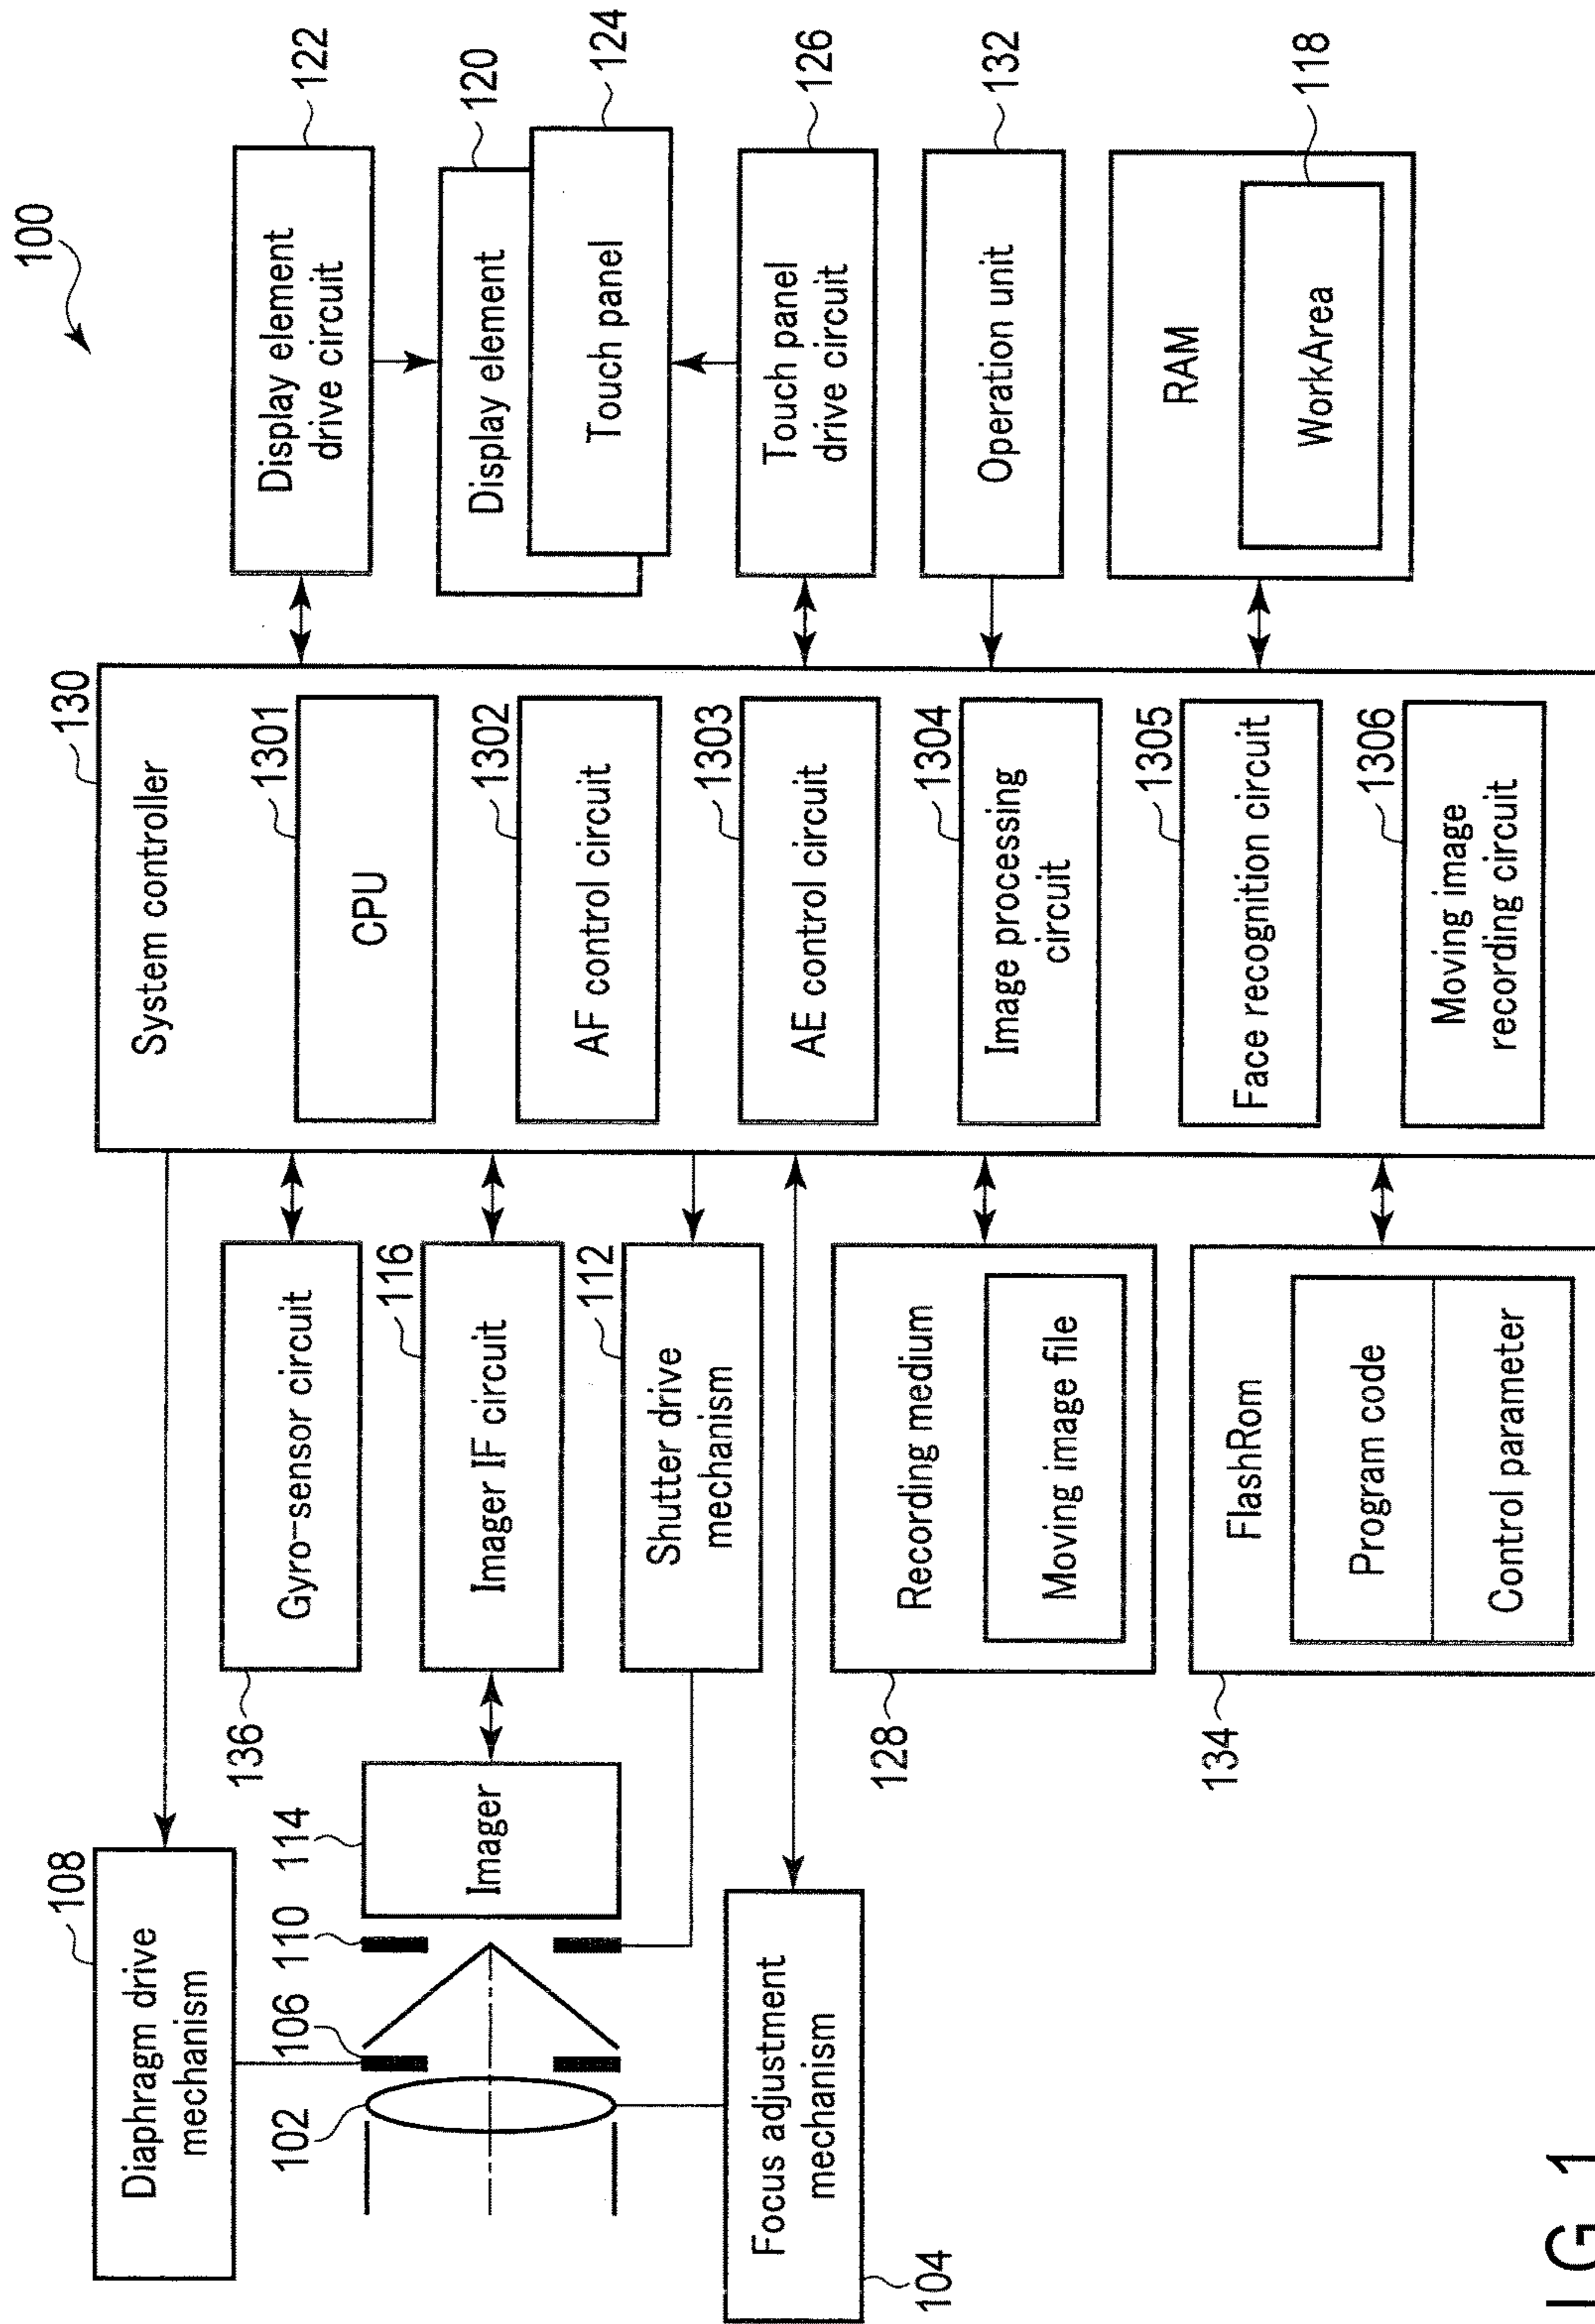 100
108
Diaphragm drive
mechanism
102
106
110
114
Imager
Focus adjustment
mechanism
104
136
Gyro-sensor circuit
116
Imager IF circuit
112
Shutter drive
mechanism
128
Recording medium
Moving image file
134
FlashRom
Program code
Control parameter
130
System controller
1301
CPU
1302
AF control circuit
1303
AE control circuit
1304
Image processing
circuit
1305
Face recognition circuit
1306
Moving image
recording circuit
122
Display element
drive circuit
120
Display element
124
Touch panel
126
Touch panel
drive circuit
132
Operation unit
RAM
118
WorkArea
IG. 1